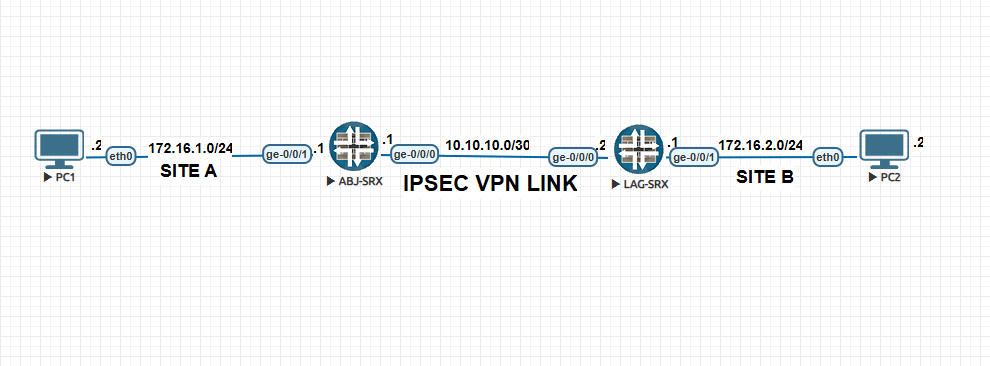 .2
eth0
172.16.1.0/24
SITE A
ge-0/0/1
.1
.1
ge-0/0/0
10.10.10.0/30
IPSEC VPN LINK
ge-0/0/0
.2
.1
ge-0/0/1
172.16.2.0/24
SITE B
eth0
.2
PC1
ABJ-SRX
LAG-SRX
PC2